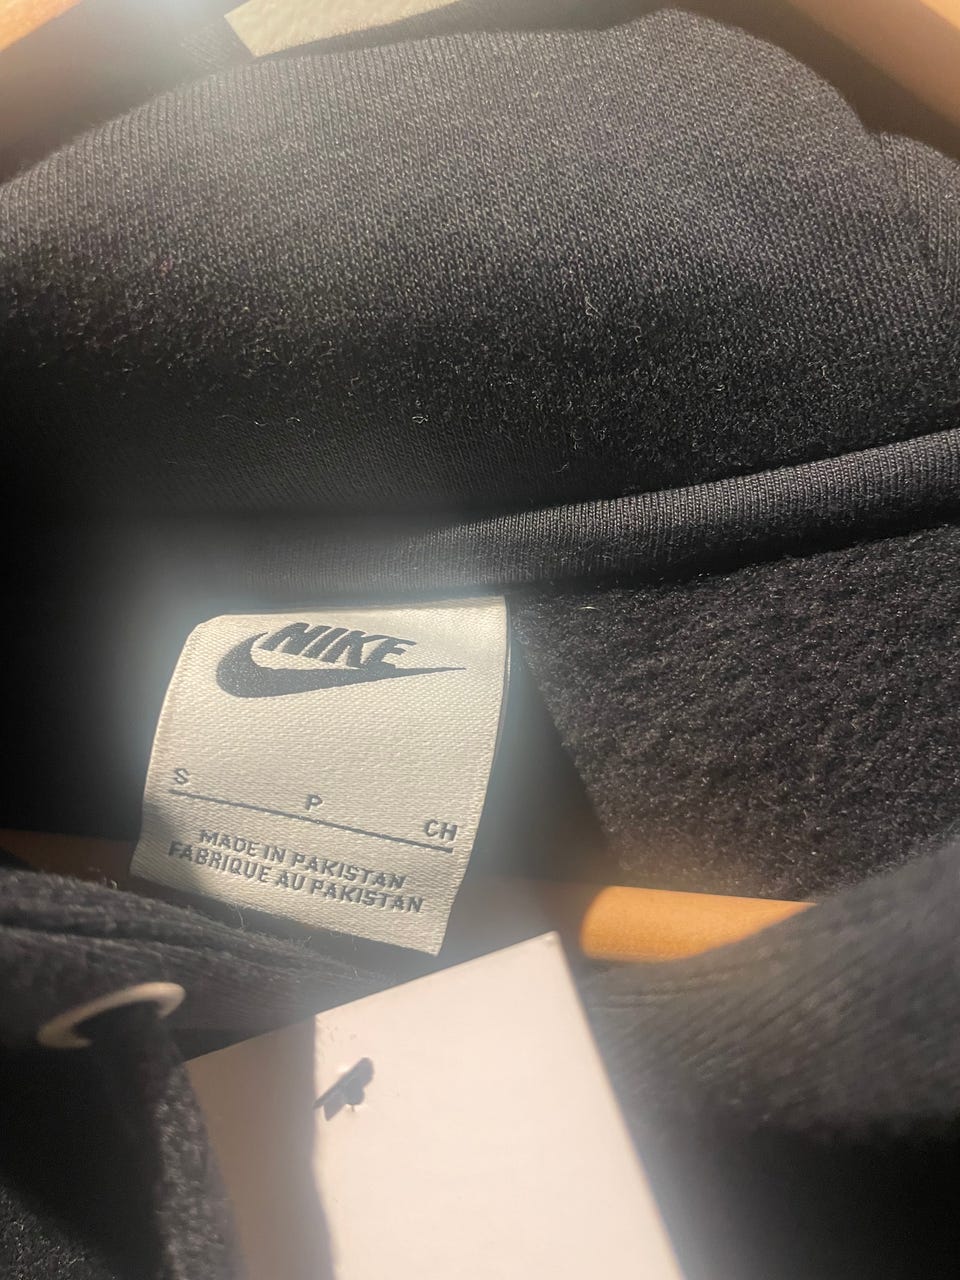 NIKE
S
P
CH
MADE IN PAKISTAN
FABRIQUE AU PAKISTAN